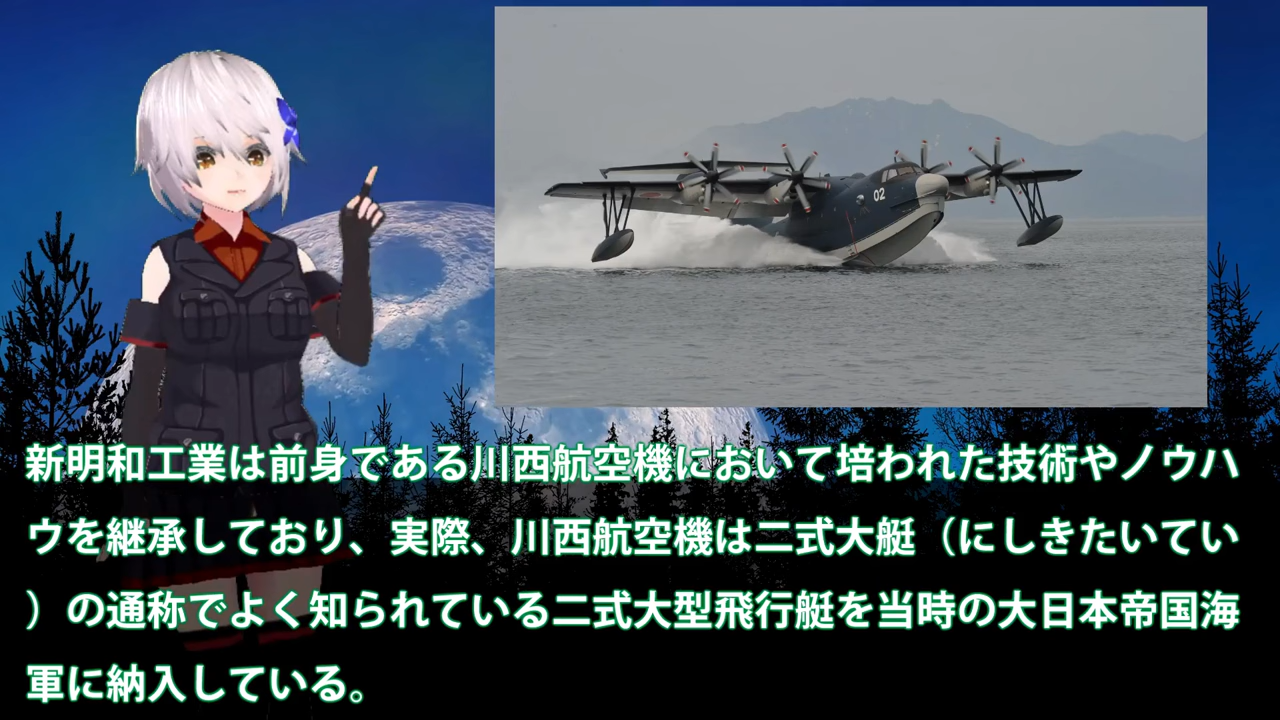 02
新明和工業は前身である川西航空機において培われた技術やノウハ
ウを継承しており、実際、川西航空機は二式大艇（にしきたいてい
）の通称でよく知られている二式大型飛行艇を当時の大日本帝国海
軍に納入している。